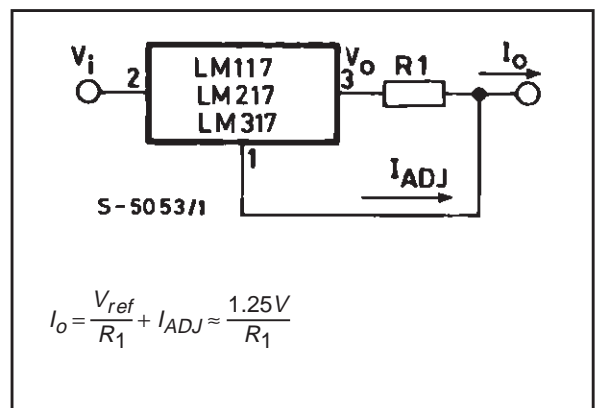 Vi 2 LM117 Vo R1 Io
LM217 3
LM317
1
IADJ
S-5053/1
Io = Vref/R1 + IADJ ≈ 1.25V/R1